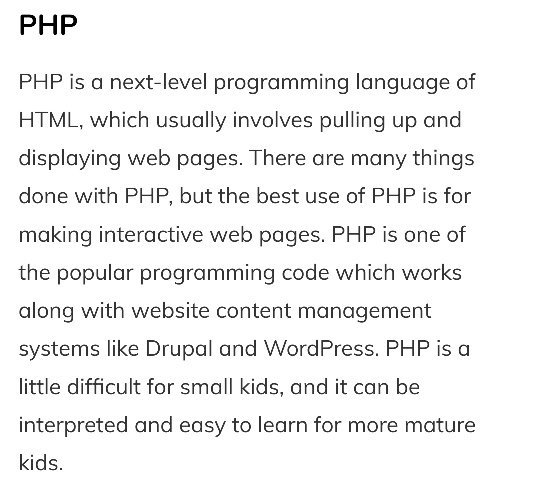 PHP
PHP is a next-level programming language of
HTML, which usually involves pulling up and
displaying web pages. There are many things
done with PHP, but the best use of PHP is for
making interactive web pages. PHP is one of
the popular programming code which works
along with website content management
systems like Drupal and WordPress. PHP is a
little difficult for small kids, and it can be
interpreted and easy to learn for more mature
kids.